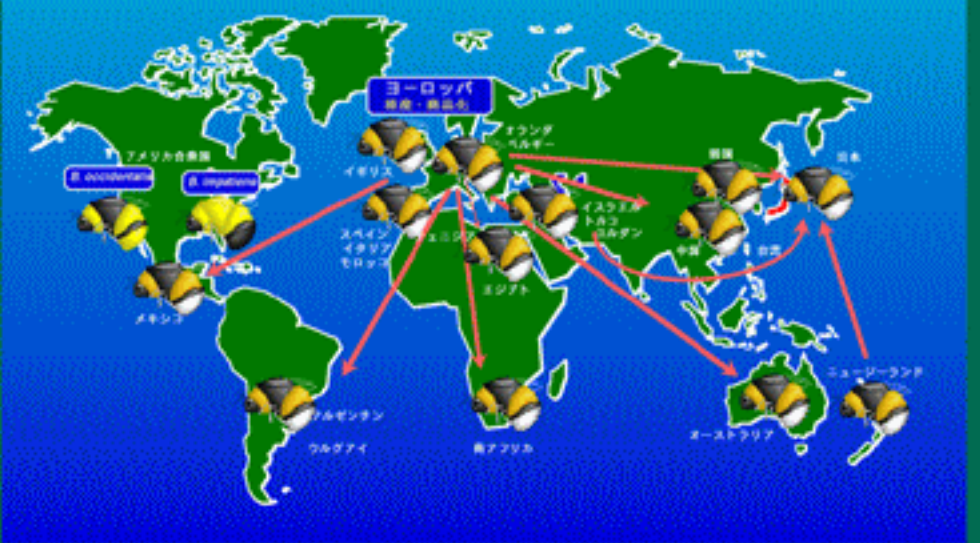 ヨーロッパ
原産・商品化
オランダ
ベルギー
イギリス
アメリカ合衆国
B. occidentalis
B. impatiens
韓国
日本
スペイン
イタリア
モロッコ
チュニジア
イスラエル
トルコ
ヨルダン
中国
台湾
エジプト
メキシコ
ニュージーランド
アルゼンチン
ウルグアイ
南アフリカ
オーストラリア